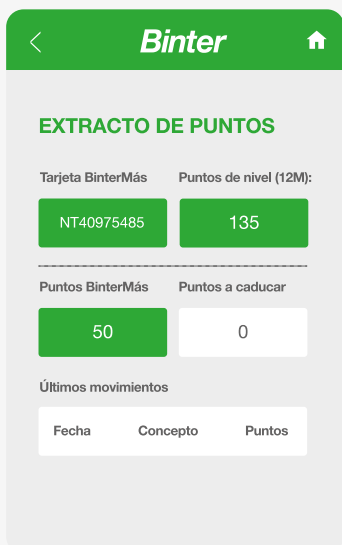 Binter
EXTRACTO DE PUNTOS
Tarjeta BinterMás Puntos de nivel (12M):
NT40975485 135
Puntos BinterMás Puntos a caducar
50 0
Últimos movimientos
Fecha Concepto Puntos